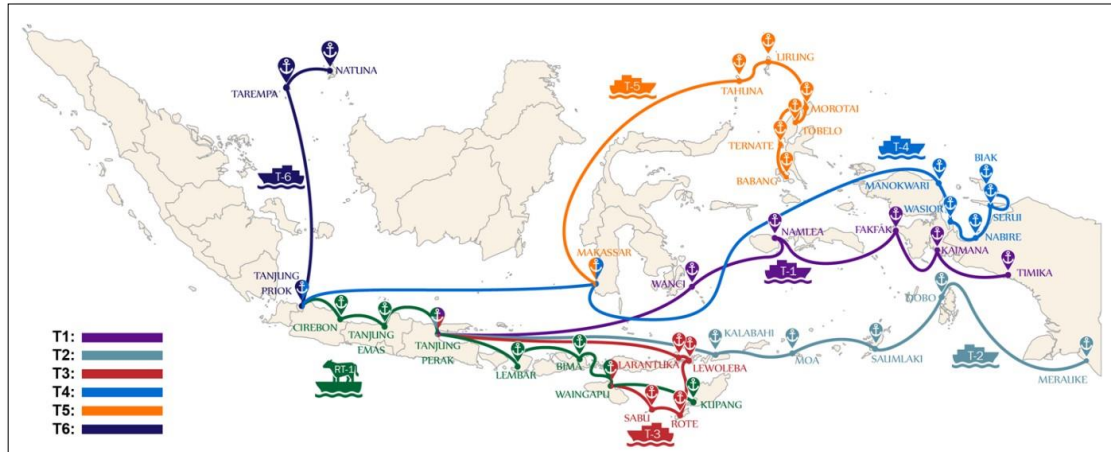 NATUNA
TAREMPA
T-6
TANJUNG
PRIOK
CIREBON
TANJUNG
EMAS
TANJUNG
PERAK
RT-1
LEMBAR
BIMA
WAINGAPU
LARANTUKA
LEWOLEBA
KUPANG
SABU
ROTE
T-3
MAKASSAR
T-5
TAHUNA
LIRUNG
MOROTAI
TOBELO
TERNATE
BABANG
T-4
MANOKWARI
BIAK
WASIOR
SERUI
NABIRE
NAMLEA
FAKFAK
KAIMANA
TIMIKA
WANCI
T-1
KALABAHI
MOA
SAUMLAKI
DOBO
T-2
MERAUKE
T1:
T2:
T3:
T4:
T5:
T6: